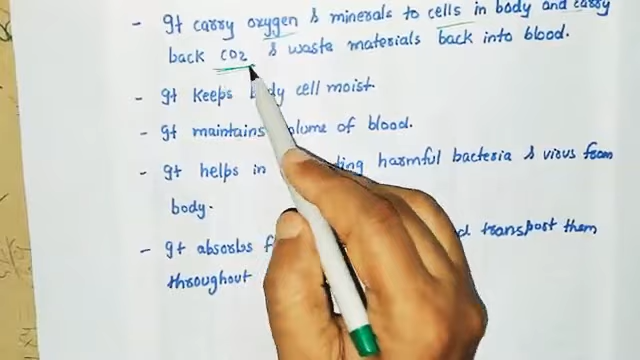 - It carry oxygen & minerals to cells in body and carry
back CO2 & waste materials back into blood.
- It keeps body cell moist.
- It maintains volume of blood.
- It helps in harmful bacteria & virus from
body.
- It absorbs transport them
throughout